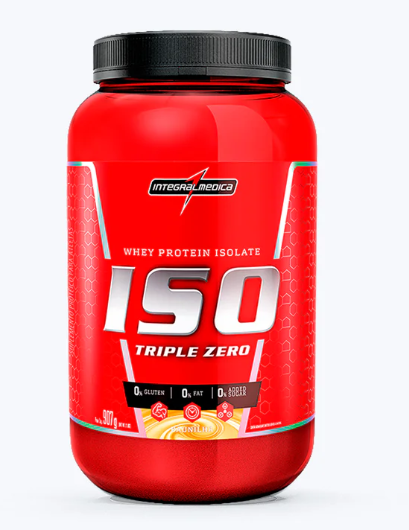 INTEGRALMEDICA
WHEY PROTEIN ISOLATE
ISO
TRIPLE ZERO
0% GLUTEN
0% FAT
0% ADDED SUGAR
907g